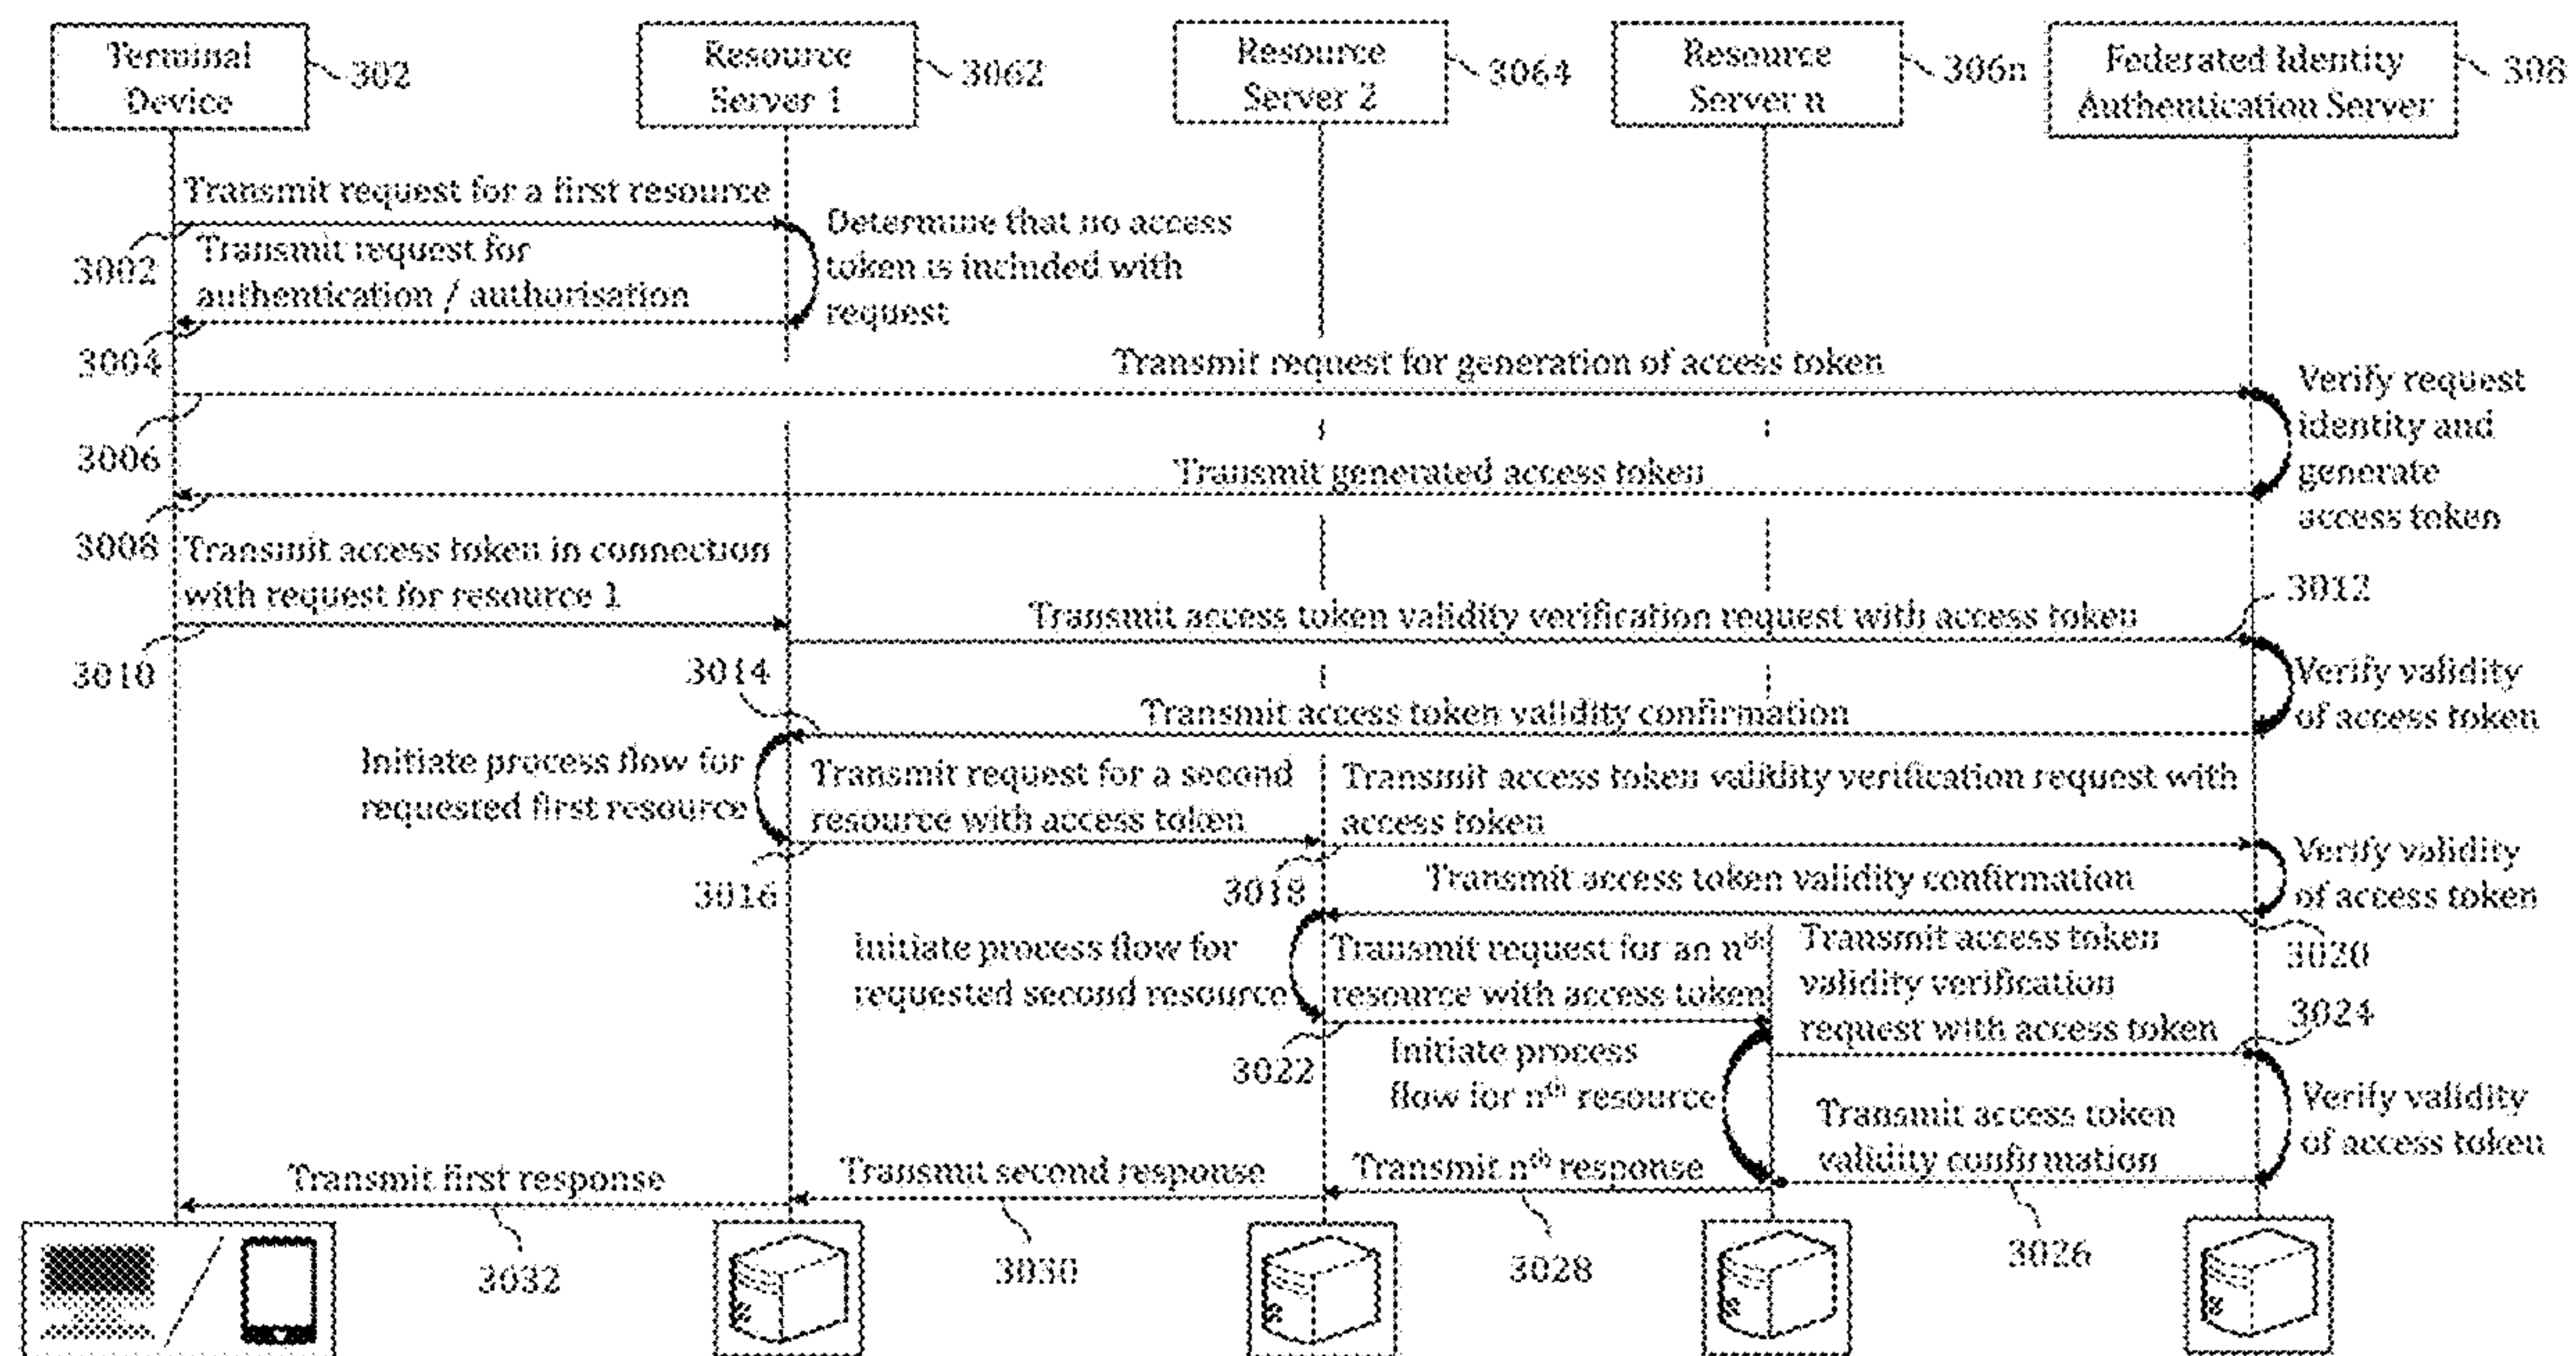 Terminal
Device
302
Resource
Server 1
3062
Resource
Server 2
3064
Resource
Server n
306n
Federated Identity
Authentication Server
308
Transmit request for a first resource
3002
Determine that no access
token is included with
request
Transmit request for
authentication / authorisation
3004
Transmit request for generation of access token
3006
Verify request
identity and
generate
access token
Transmit generated access token
3008
Transmit access token in connection
with request for resource 1
3010
Transmit access token validity verification request with access token
3012
Verify validity
of access token
3014
Transmit access token validity confirmation
Initiate process flow for
requested first resource
Transmit request for a second
resource with access token
3016
Transmit access token validity verification request with
access token
3018
Verify validity
of access token
Transmit access token validity confirmation
3020
Initiate process flow for
requested second resource
Transmit request for an nth
resource with access token
3022
Transmit access token
validity verification
request with access token
3024
Initiate process
flow for nth resource
Verify validity
of access token
Transmit access token
validity confirmation
3026
Transmit nth response
3028
Transmit second response
3030
Transmit first response
3032